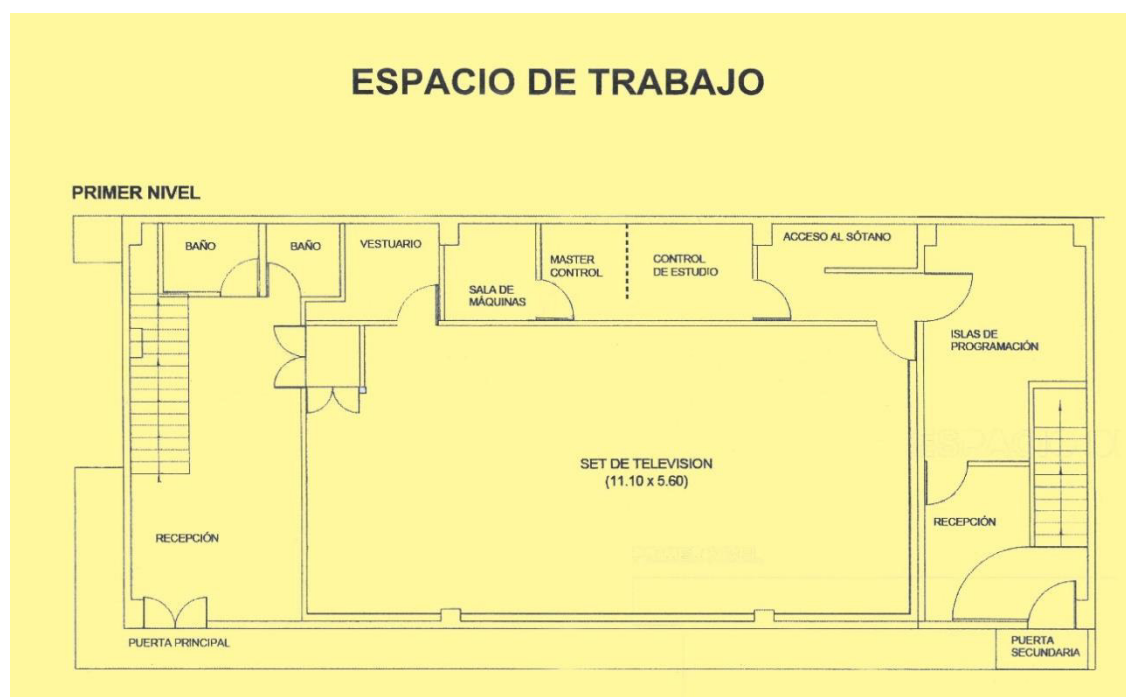 ESPACIO DE TRABAJO
PRIMER NIVEL
BAÑO
BAÑO
VESTUARIO
SALA DE
MÁQUINAS
MASTER
CONTROL
CONTROL
DE ESTUDIO
ACCESO AL SÓTANO
ISLAS DE
PROGRAMACIÓN
SET DE TELEVISION
(11.10 x 5.60)
RECEPCIÓN
RECEPCIÓN
PUERTA PRINCIPAL
PUERTA
SECUNDARIA